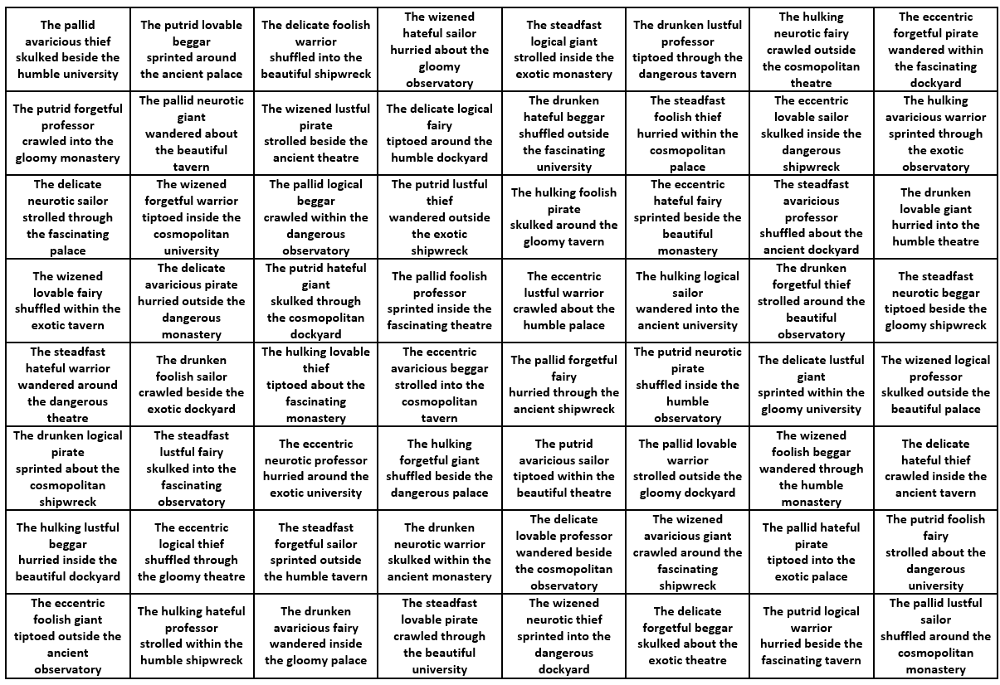 The pallid
avaricious thief
skulked beside the
humble university
The putrid lovable
beggar
sprinted around
the ancient palace
The delicate foolish
warrior
shuffled into the
beautiful shipwreck
The wizened
hateful sailor
hurried about the
gloomy
observatory
The steadfast
logical giant
strolled inside the
exotic monastery
The drunken lustful
professor
tiptoed through the
dangerous tavern
The hulking
neurotic fairy
crawled outside
the cosmopolitan
theatre
The eccentric
forgetful pirate
wandered within
the fascinating
dockyard
The putrid forgetful
professor
crawled into the
gloomy monastery
The pallid neurotic
giant
wandered about
the beautiful
tavern
The wizened lustful
pirate
strolled beside the
ancient theatre
The delicate logical
fairy
tiptoed around the
humble dockyard
The drunken
hateful beggar
shuffled outside
the fascinating
university
The steadfast
foolish thief
hurried within the
cosmopolitan
palace
The eccentric
lovable sailor
skulked inside the
dangerous
shipwreck
The hulking
avaricious warrior
sprinted through
the exotic
observatory
The delicate
neurotic sailor
strolled through
the fascinating
palace
The wizened
forgetful warrior
tiptoed inside the
cosmopolitan
university
The pallid logical
beggar
crawled within the
dangerous
observatory
The putrid lustful
thief
wandered outside
the exotic
shipwreck
The hulking foolish
pirate
skulked around the
gloomy tavern
The eccentric
hateful fairy
sprinted beside the
beautiful
monastery
The steadfast
avaricious
professor
shuffled about the
ancient dockyard
The drunken
lovable giant
hurried into the
humble theatre
The wizened
lovable fairy
shuffled within the
exotic tavern
The delicate
avaricious pirate
hurried outside the
dangerous
monastery
The putrid hateful
giant
skulked through
the cosmopolitan
dockyard
The pallid foolish
professor
sprinted inside the
fascinating theatre
The eccentric
lustful warrior
crawled about the
humble palace
The hulking logical
sailor
wandered into the
ancient university
The drunken
forgetful thief
strolled around the
beautiful
observatory
The steadfast
neurotic beggar
tiptoed beside the
gloomy shipwreck
The steadfast
hateful warrior
wandered around
the dangerous
theatre
The drunken
foolish sailor
crawled beside the
exotic dockyard
The hulking lovable
thief
tiptoed about the
fascinating
monastery
The eccentric
avaricious beggar
strolled into the
cosmopolitan
tavern
The pallid forgetful
fairy
hurried through the
ancient shipwreck
The putrid neurotic
pirate
shuffled inside the
humble
observatory
The delicate lustful
giant
sprinted within the
gloomy university
The wizened logical
professor
skulked outside the
beautiful palace
The drunken logical
pirate
sprinted about the
cosmopolitan
shipwreck
The steadfast
lustful fairy
skulked into the
fascinating
observatory
The eccentric
neurotic professor
hurried around the
exotic university
The hulking
forgetful giant
shuffled beside the
dangerous palace
The putrid
avaricious sailor
tiptoed within the
beautiful theatre
The pallid lovable
warrior
strolled outside the
gloomy dockyard
The wizened
foolish beggar
wandered through
the humble
monastery
The delicate
hateful thief
crawled inside the
ancient tavern
The hulking lustful
beggar
hurried inside the
beautiful dockyard
The eccentric
logical thief
shuffled through
the gloomy theatre
The steadfast
forgetful sailor
sprinted outside
the humble tavern
The drunken
neurotic warrior
skulked within the
ancient monastery
The delicate
lovable professor
wandered beside
the cosmopolitan
observatory
The wizened
avaricious giant
crawled around the
fascinating
shipwreck
The pallid hateful
pirate
tiptoed into the
exotic palace
The putrid foolish
fairy
strolled about the
dangerous
university
The eccentric
foolish giant
tiptoed outside the
ancient
observatory
The hulking hateful
professor
strolled within the
humble shipwreck
The drunken
avaricious fairy
wandered inside
the gloomy palace
The steadfast
lovable pirate
crawled through
the beautiful
university
The wizened
neurotic thief
sprinted into the
dangerous
dockyard
The delicate
forgetful beggar
skulked about the
exotic theatre
The putrid logical
warrior
hurried beside the
fascinating tavern
The pallid lustful
sailor
shuffled around the
cosmopolitan
monastery